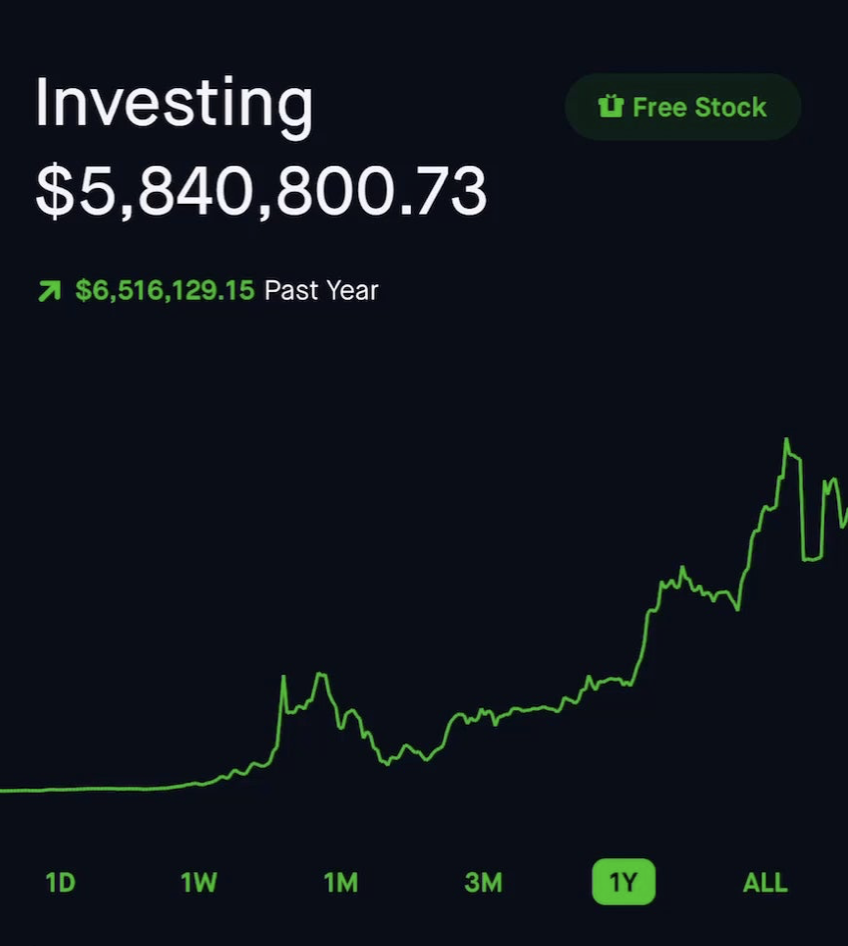 Investing
Free Stock
$5,840,800.73
$6,516,129.15 Past Year
1D 1W 1M 3M 1Y ALL